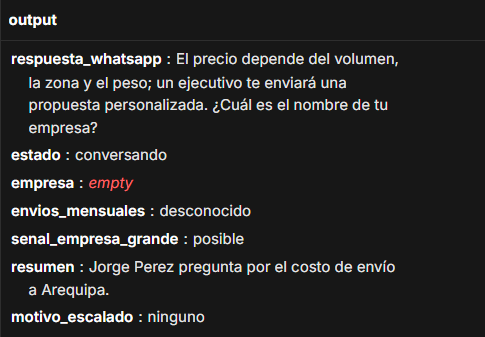 output
respuesta_whatsapp : El precio depende del volumen,
la zona y el peso; un ejecutivo te enviará una
propuesta personalizada. ¿Cuál es el nombre de tu
empresa?
estado : conversando
empresa : empty
envios_mensuales : desconocido
senal_empresa_grande : posible
resumen : Jorge Perez pregunta por el costo de envío
a Arequipa.
motivo_escalado : ninguno